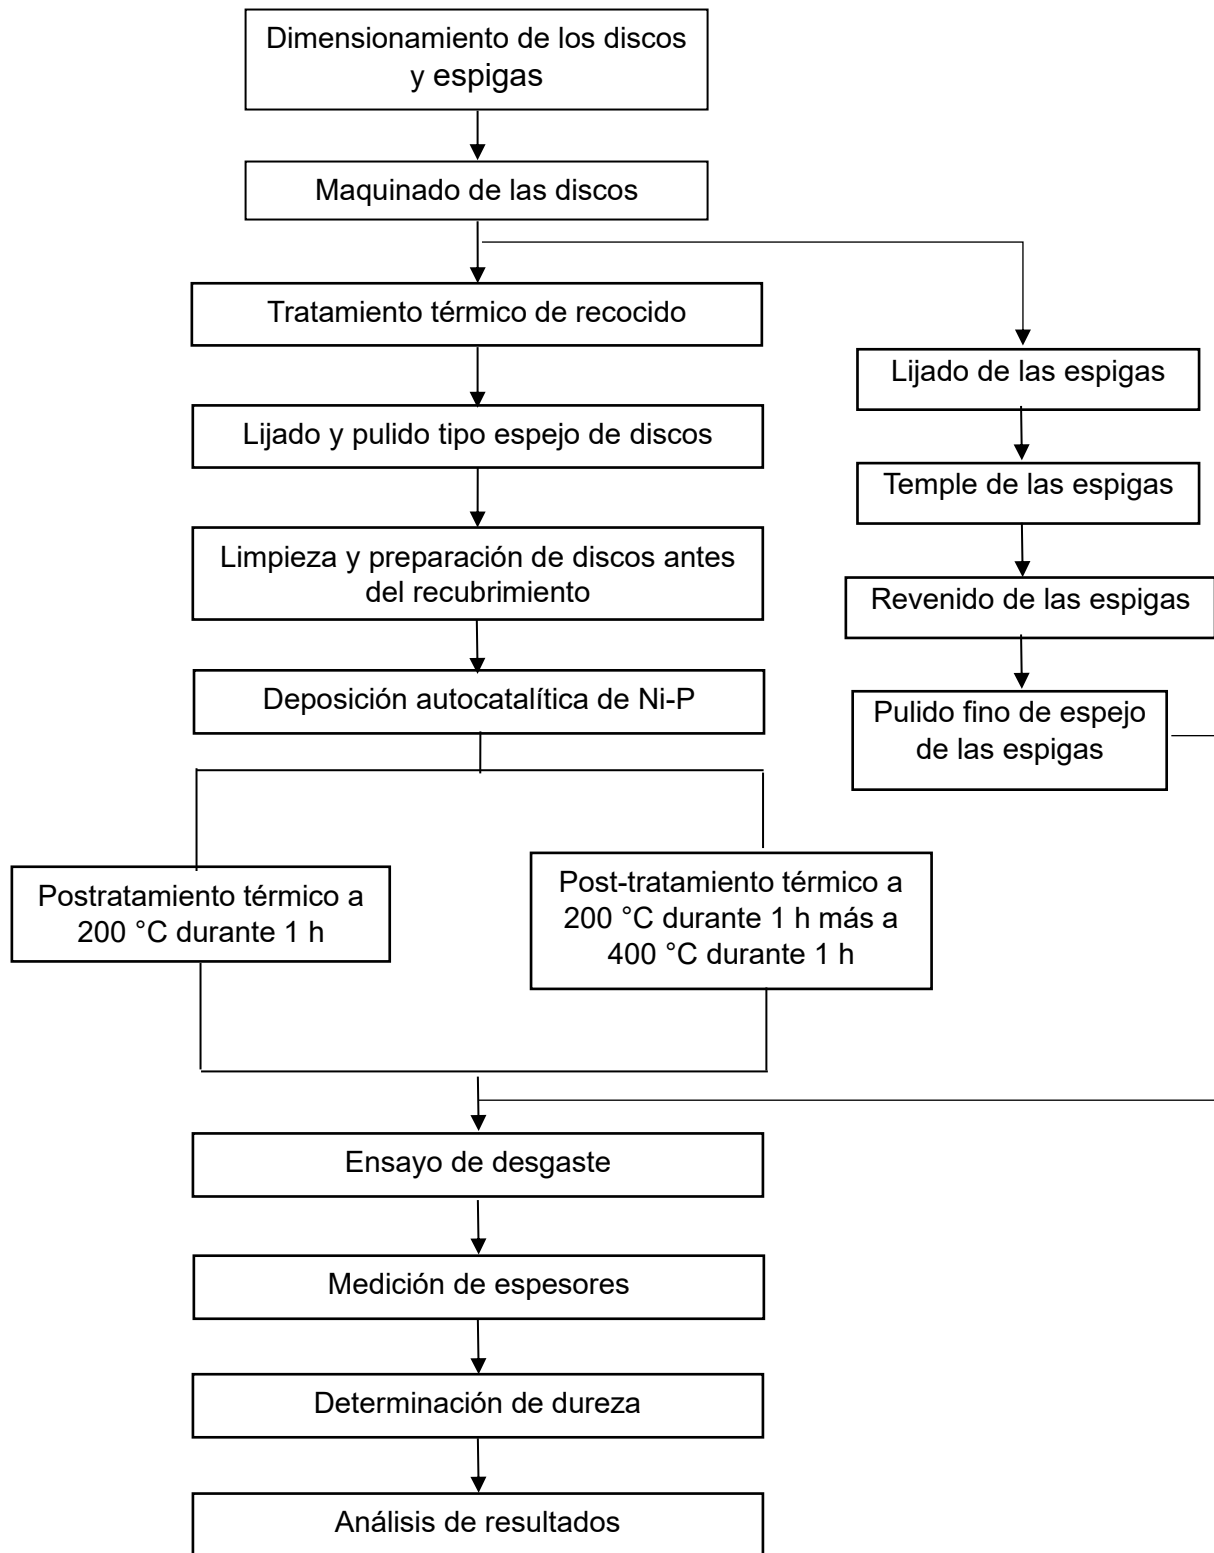 Dimensionamiento de los discos
y espigas
Maquinado de las discos
Tratamiento térmico de recocido
Lijado y pulido tipo espejo de discos
Limpieza y preparación de discos antes
del recubrimiento
Deposición autocatalítica de Ni-P
Lijado de las espigas
Temple de las espigas
Revenido de las espigas
Pulido fino de espejo
de las espigas
Postratamiento térmico a
200 °C durante 1 h
Post-tratamiento térmico a
200 °C durante 1 h más a
400 °C durante 1 h
Ensayo de desgaste
Medición de espesores
Determinación de dureza
Análisis de resultados